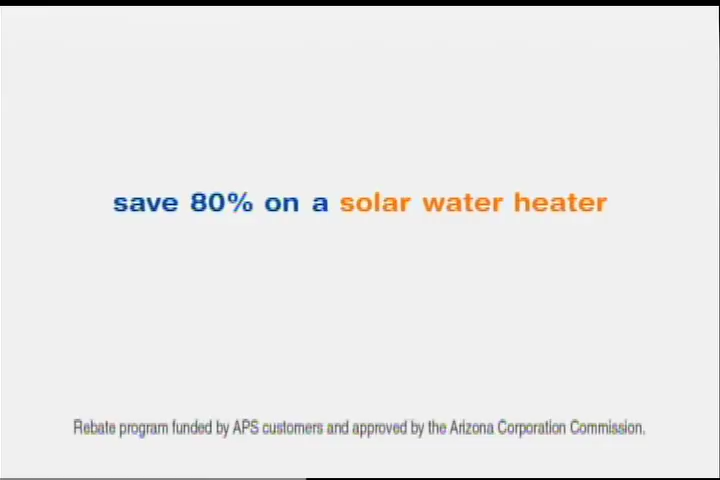 save 80% on a solar water heater
Rebate program funded by APS customers and approved by the Arizona Corporation Commission.